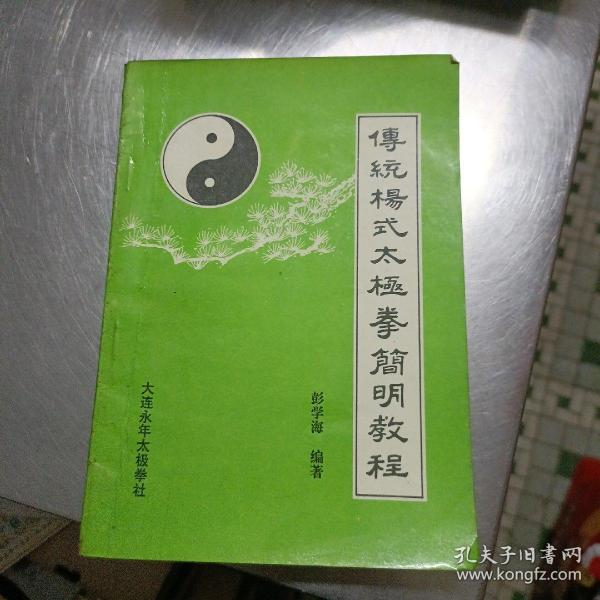 傳統楊式太極拳簡明教程
彭学海 编著
大连永年太极拳社
孔夫子旧书网
www.kongfz.com